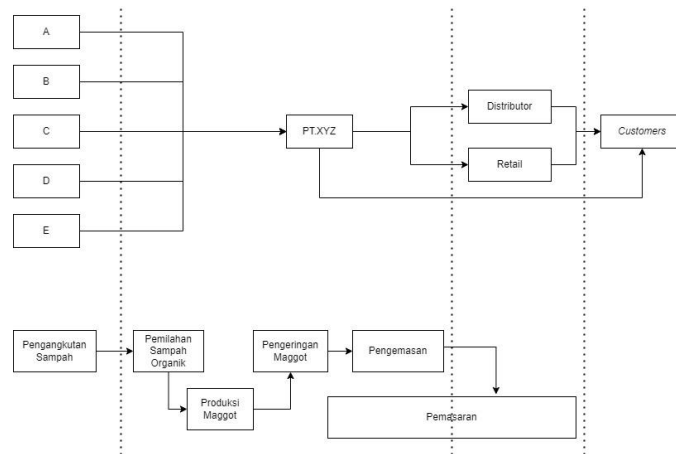 A
B
C
D
E
PT.XYZ
Distributor
Retail
Customers
Pengangkutan
Sampah
Pemilahan
Sampah
Organik
Produksi
Maggot
Pengeringan
Maggot
Pengemasan
Pemasaran